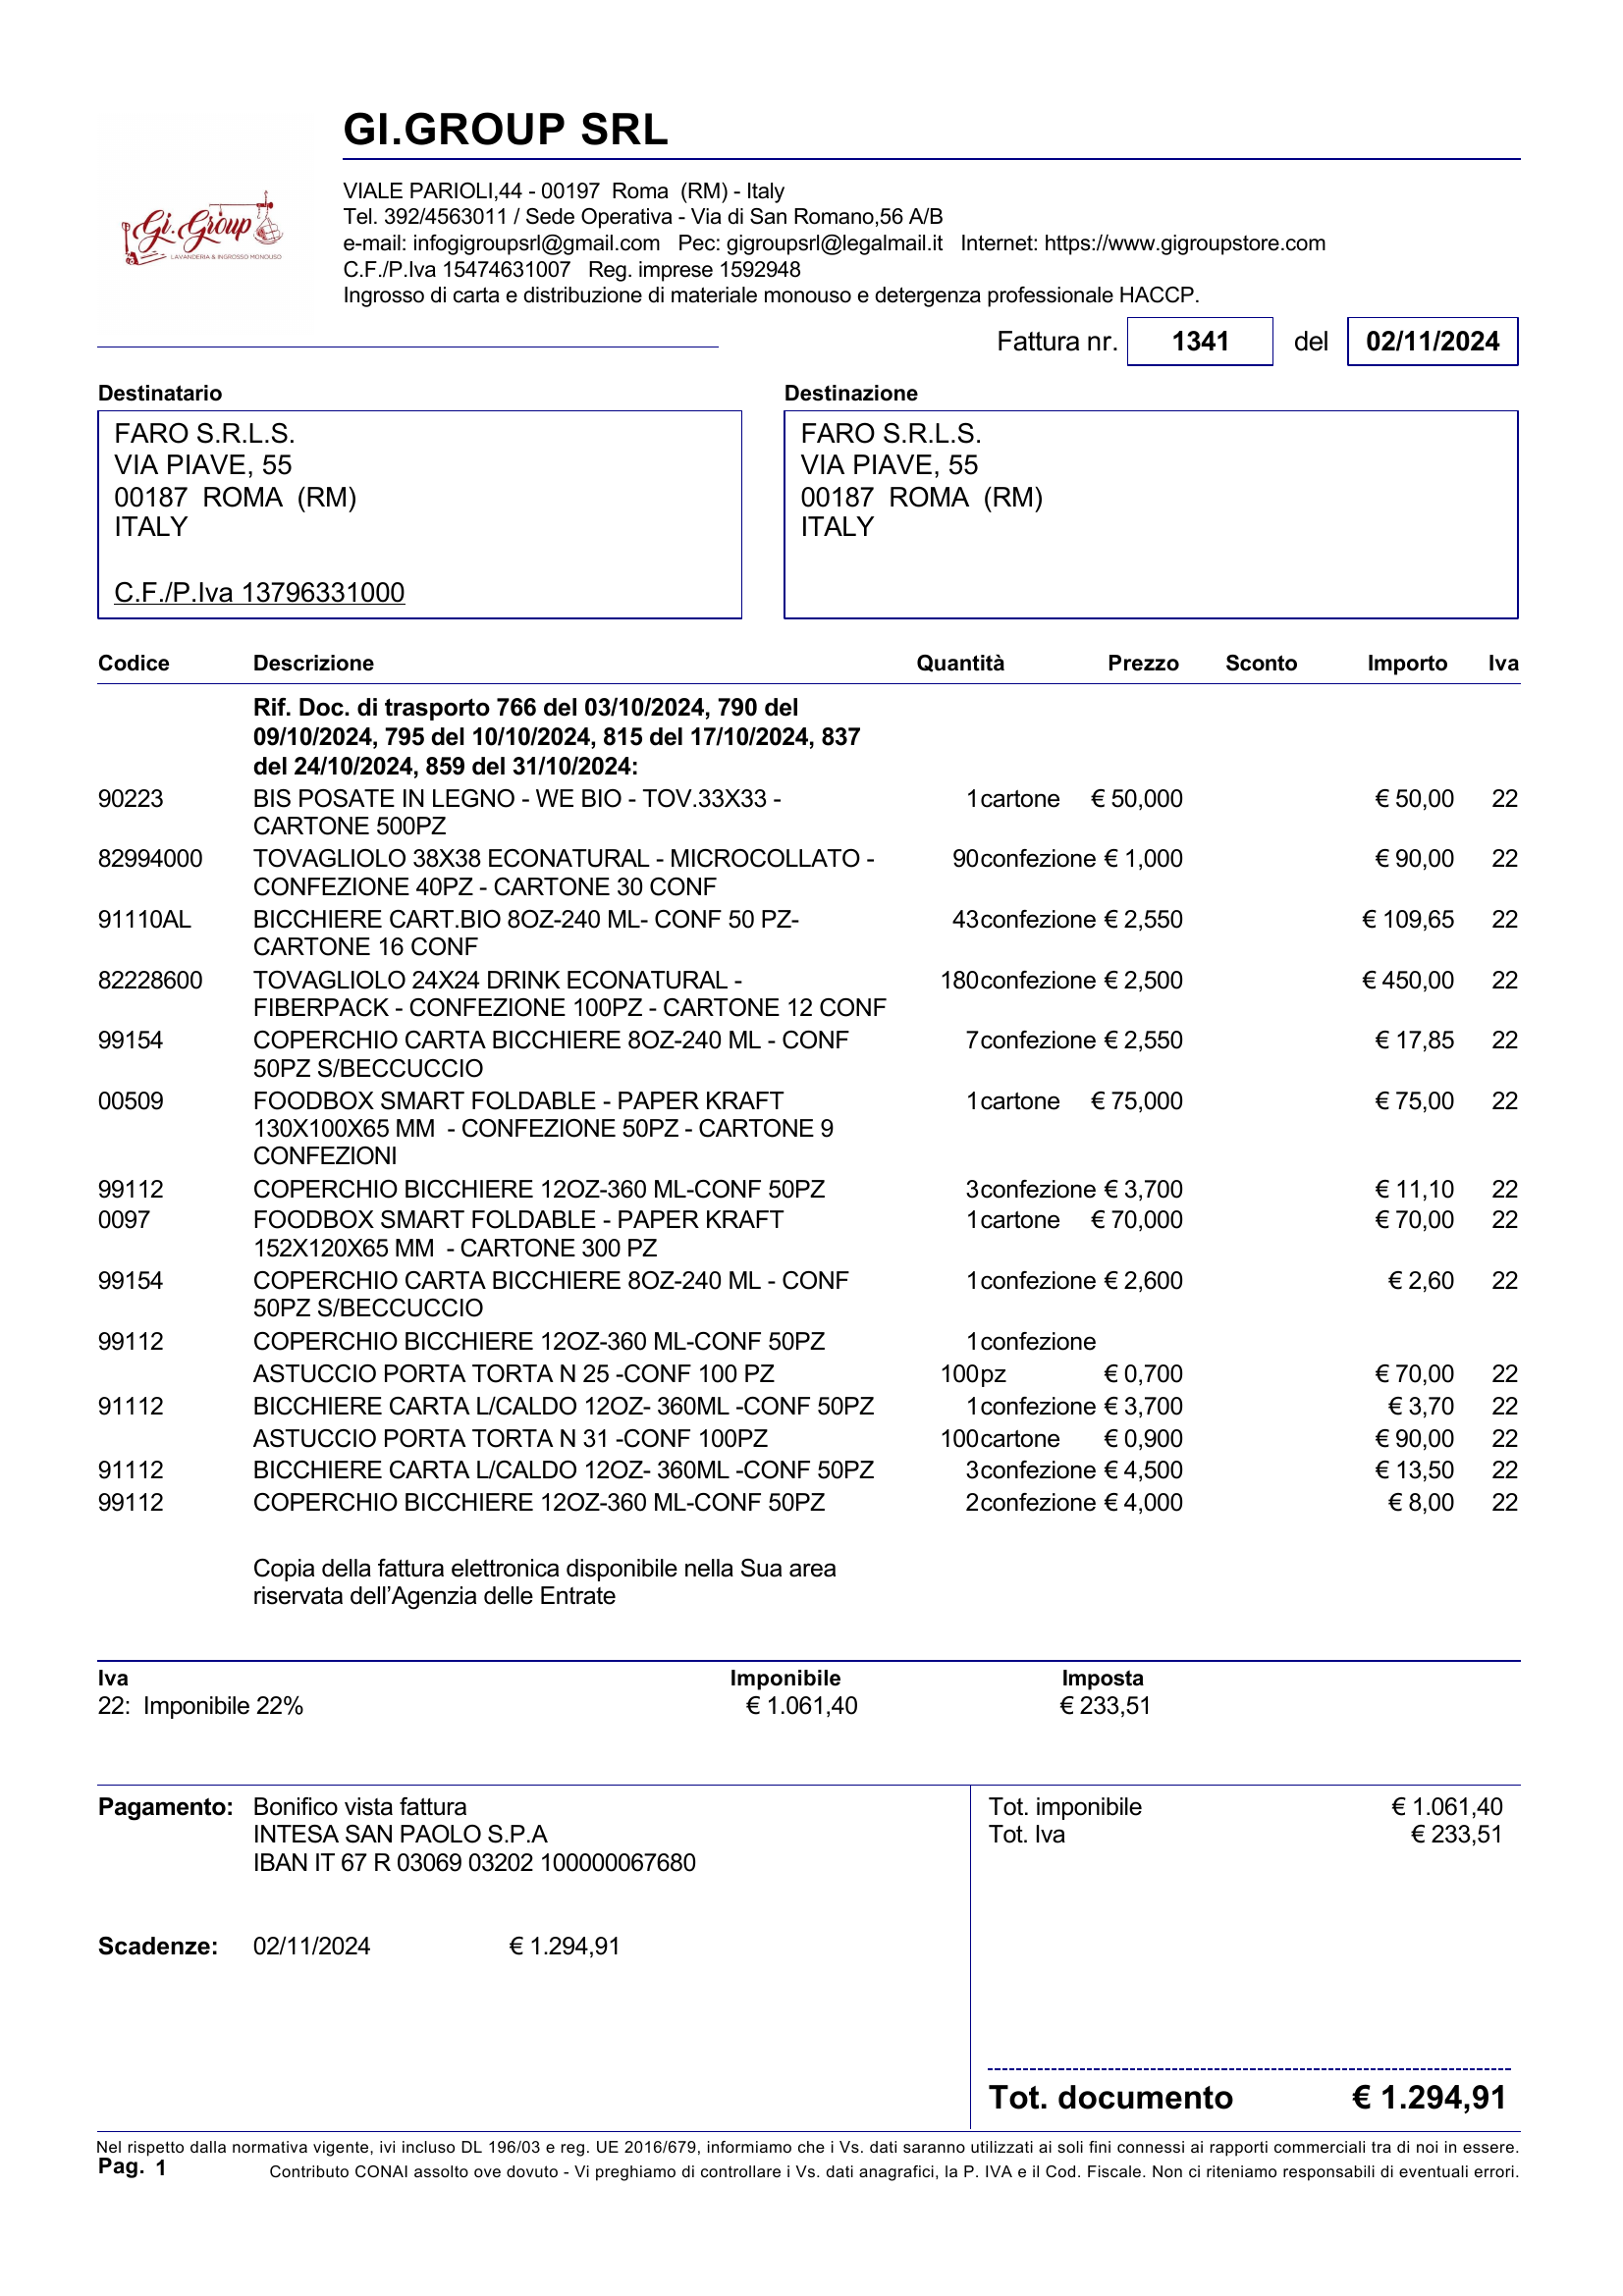 GI.GROUP SRL
Gi.Group
LAVANDERIA & INGROSSO MONOUSO
VIALE PARIOLI,44 - 00197 Roma (RM) - Italy
Tel. 392/4563011 / Sede Operativa - Via di San Romano,56 A/B
e-mail: infogigroupsrl@gmail.com Pec: gigroupsrl@legalmail.it Internet: https://www.gigroupstore.com
C.F./P.Iva 15474631007 Reg. imprese 1592948
Ingrosso di carta e distribuzione di materiale monouso e detergenza professionale HACCP.
Fattura nr. 1341 del 02/11/2024
Destinatario
FARO S.R.L.S.
VIA PIAVE, 55
00187 ROMA (RM)
ITALY
C.F./P.Iva 13796331000
Destinazione
FARO S.R.L.S.
VIA PIAVE, 55
00187 ROMA (RM)
ITALY
Codice Descrizione Quantità Prezzo Sconto Importo Iva
Rif. Doc. di trasporto 766 del 03/10/2024, 790 del
09/10/2024, 795 del 10/10/2024, 815 del 17/10/2024, 837
del 24/10/2024, 859 del 31/10/2024:
90223 BIS POSATE IN LEGNO - WE BIO - TOV.33X33 - 1 cartone € 50,000 € 50,00 22
CARTONE 500PZ
82994000 TOVAGLIOLO 38X38 ECONATURAL - MICROCOLLATO - 90 confezione € 1,000 € 90,00 22
CONFEZIONE 40PZ - CARTONE 30 CONF
91110AL BICCHIERE CART.BIO 8OZ-240 ML- CONF 50 PZ- 43 confezione € 2,550 € 109,65 22
CARTONE 16 CONF
82228600 TOVAGLIOLO 24X24 DRINK ECONATURAL - 180 confezione € 2,500 € 450,00 22
FIBERPACK - CONFEZIONE 100PZ - CARTONE 12 CONF
99154 COPERCHIO CARTA BICCHIERE 8OZ-240 ML - CONF 7 confezione € 2,550 € 17,85 22
50PZ S/BECCUCCIO
00509 FOODBOX SMART FOLDABLE - PAPER KRAFT 1 cartone € 75,000 € 75,00 22
130X100X65 MM - CONFEZIONE 50PZ - CARTONE 9
CONFEZIONI
99112 COPERCHIO BICCHIERE 12OZ-360 ML-CONF 50PZ 3 confezione € 3,700 € 11,10 22
0097 FOODBOX SMART FOLDABLE - PAPER KRAFT 1 cartone € 70,000 € 70,00 22
152X120X65 MM - CARTONE 300 PZ
99154 COPERCHIO CARTA BICCHIERE 8OZ-240 ML - CONF 1 confezione € 2,600 € 2,60 22
50PZ S/BECCUCCIO
99112 COPERCHIO BICCHIERE 12OZ-360 ML-CONF 50PZ 1 confezione
ASTUCCIO PORTA TORTA N 25 -CONF 100 PZ 100 pz € 0,700 € 70,00 22
91112 BICCHIERE CARTA L/CALDO 12OZ- 360ML -CONF 50PZ 1 confezione € 3,700 € 3,70 22
ASTUCCIO PORTA TORTA N 31 -CONF 100PZ 100 cartone € 0,900 € 90,00 22
91112 BICCHIERE CARTA L/CALDO 12OZ- 360ML -CONF 50PZ 3 confezione € 4,500 € 13,50 22
99112 COPERCHIO BICCHIERE 12OZ-360 ML-CONF 50PZ 2 confezione € 4,000 € 8,00 22
Copia della fattura elettronica disponibile nella Sua area
riservata dell'Agenzia delle Entrate
Iva Imponibile Imposta
22: Imponibile 22% € 1.061,40 € 233,51
Pagamento: Bonifico vista fattura
INTESA SAN PAOLO S.P.A
IBAN IT 67 R 03069 03202 100000067680
Scadenze: 02/11/2024 € 1.294,91
Tot. imponibile € 1.061,40
Tot. Iva € 233,51
Tot. documento € 1.294,91
Nel rispetto dalla normativa vigente, ivi incluso DL 196/03 e reg. UE 2016/679, informiamo che i Vs. dati saranno utilizzati ai soli fini connessi ai rapporti commerciali tra di noi in essere.
Pag. 1 Contributo CONAI assolto ove dovuto - Vi preghiamo di controllare i Vs. dati anagrafici, la P. IVA e il Cod. Fiscale. Non ci riteniamo responsabili di eventuali errori.